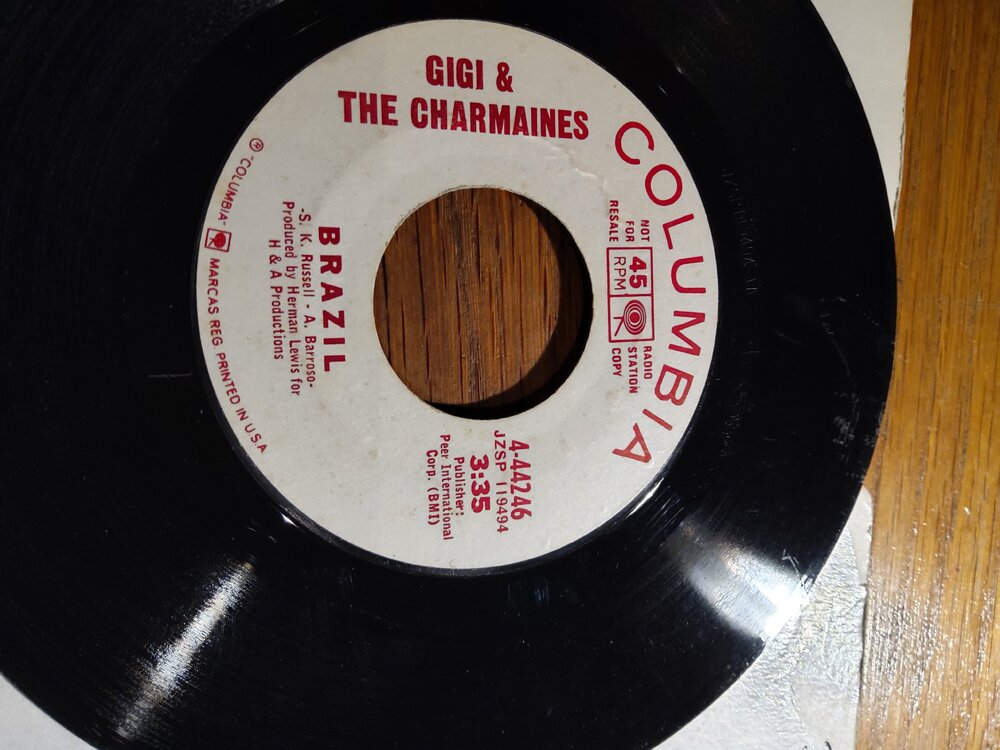 COLUMBIA
NOT
FOR
RESALE
45
RPM
RADIO
STATION
COPY
GIGI &
THE CHARMAINES
4-44246
JZSP 119494
3:35
Publisher:
Peer International
Corp. (BMI)
BRAZIL
-S. K. Russell - A. Barroso-
Produced by Herman Lewis for
H & A Productions
Ⓟ "COLUMBIA" MARCAS REG. PRINTED IN U.S.A